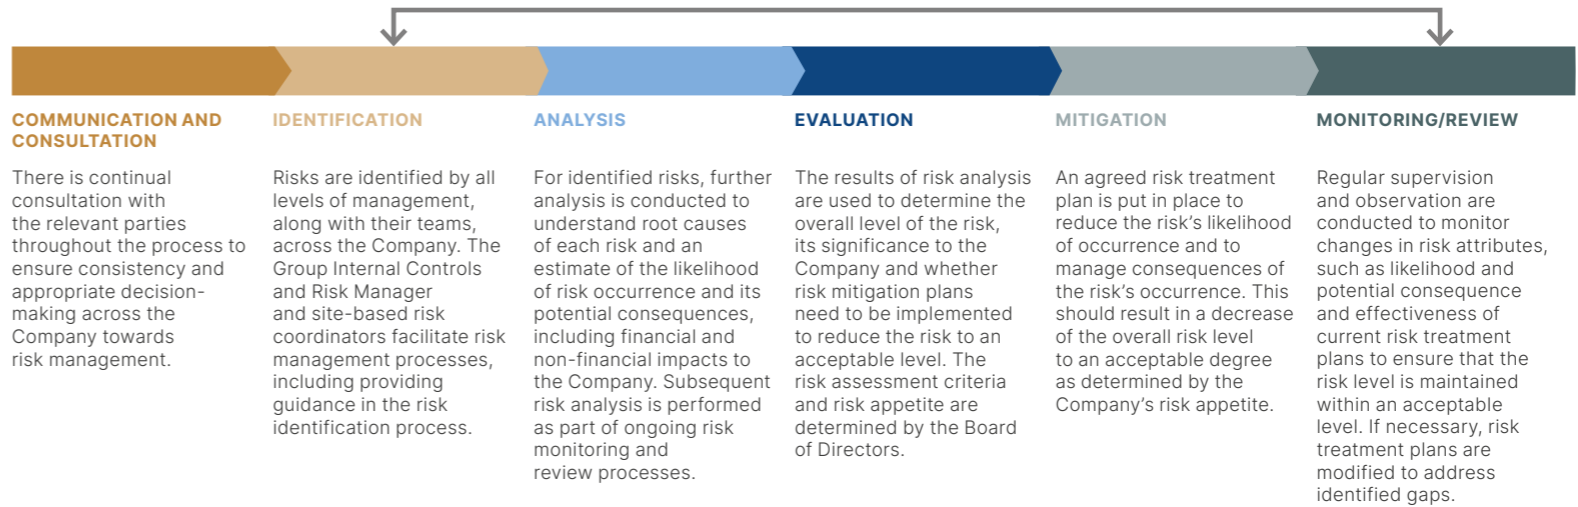 COMMUNICATION AND
CONSULTATION
There is continual
consultation with
the relevant parties
throughout the process to
ensure consistency and
appropriate decision-
making across the
Company towards
risk management.
IDENTIFICATION
Risks are identified by all
levels of management,
along with their teams,
across the Company. The
Group Internal Controls
and Risk Manager
and site-based risk
coordinators facilitate risk
management processes,
including providing
guidance in the risk
identification process.
ANALYSIS
For identified risks, further
analysis is conducted to
understand root causes
of each risk and an
estimate of the likelihood
of risk occurrence and its
potential consequences,
including financial and
non-financial impacts to
the Company. Subsequent
risk analysis is performed
as part of ongoing risk
monitoring and
review processes.
EVALUATION
The results of risk analysis
are used to determine the
overall level of the risk,
its significance to the
Company and whether
risk mitigation plans
need to be implemented
to reduce the risk to an
acceptable level. The
risk assessment criteria
and risk appetite are
determined by the Board
of Directors.
MITIGATION
An agreed risk treatment
plan is put in place to
reduce the risk’s likelihood
of occurrence and to
manage consequences of
the risk’s occurrence. This
should result in a decrease
of the overall risk level
to an acceptable degree
as determined by the
Company’s risk appetite.
MONITORING/REVIEW
Regular supervision
and observation are
conducted to monitor
changes in risk attributes,
such as likelihood and
potential consequence
and effectiveness of
current risk treatment
plans to ensure that the
risk level is maintained
within an acceptable
level. If necessary, risk
treatment plans are
modified to address
identified gaps.